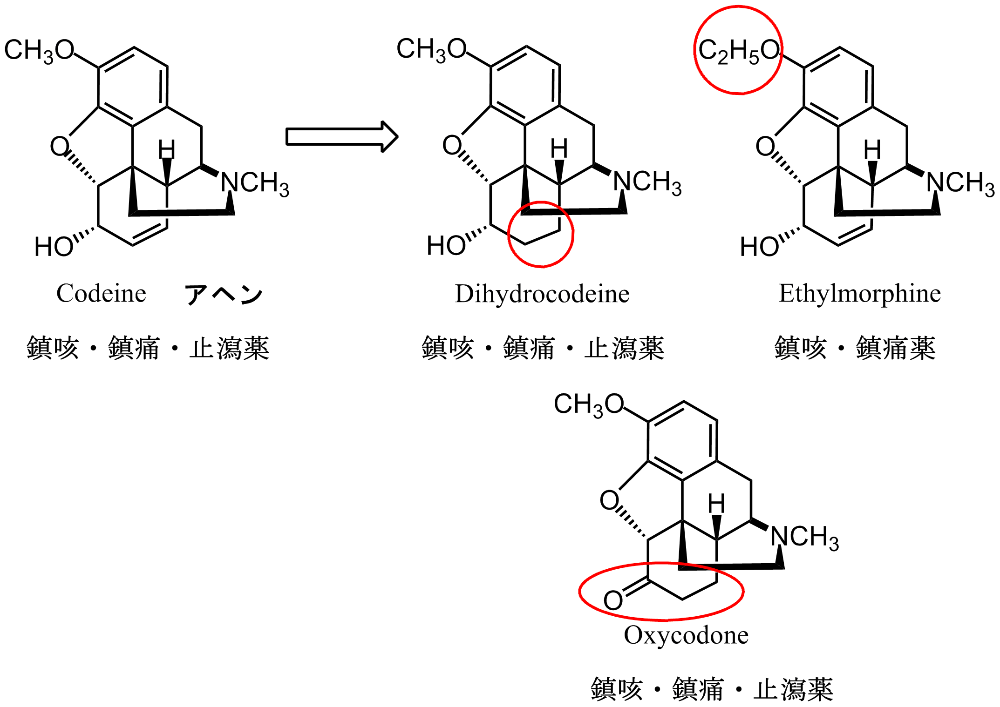 CH3O
CH3O
C2H5O
O
H
NCH3
HO
O
H
NCH3
HO
O
H
NCH3
HO
Codeine アヘン
Dihydrocodeine
Ethylmorphine
鎮咳・鎮痛・止瀉薬
鎮咳・鎮痛・止瀉薬
鎮咳・鎮痛薬
CH3O
O
H
NCH3
O
Oxycodone
鎮咳・鎮痛・止瀉薬